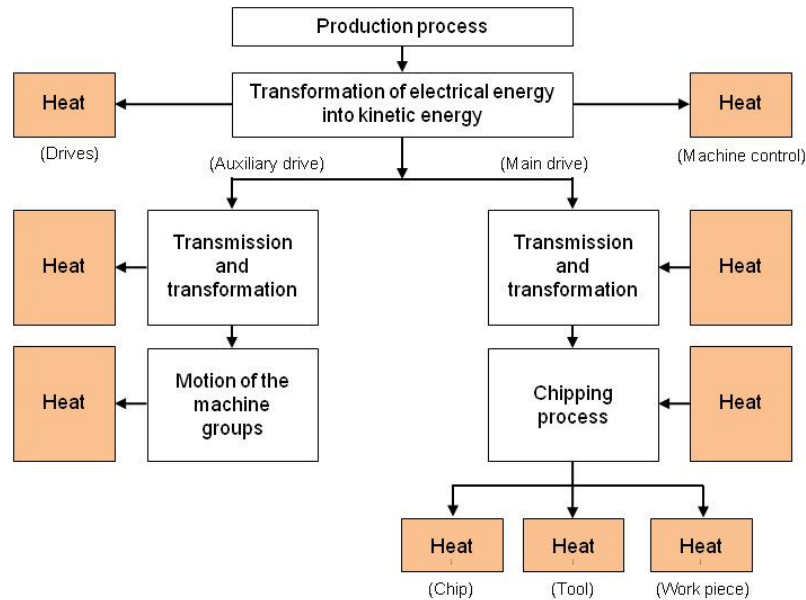 Production process
Heat
Transformation of electrical energy
into kinetic energy
Heat
(Drives)
(Auxiliary drive)
(Main drive)
(Machine control)
Heat
Transmission
and
transformation
Transmission
and
transformation
Heat
Heat
Motion of the
machine
groups
Chipping
process
Heat
Heat
Heat
Heat
(Chip)
(Tool)
(Work piece)